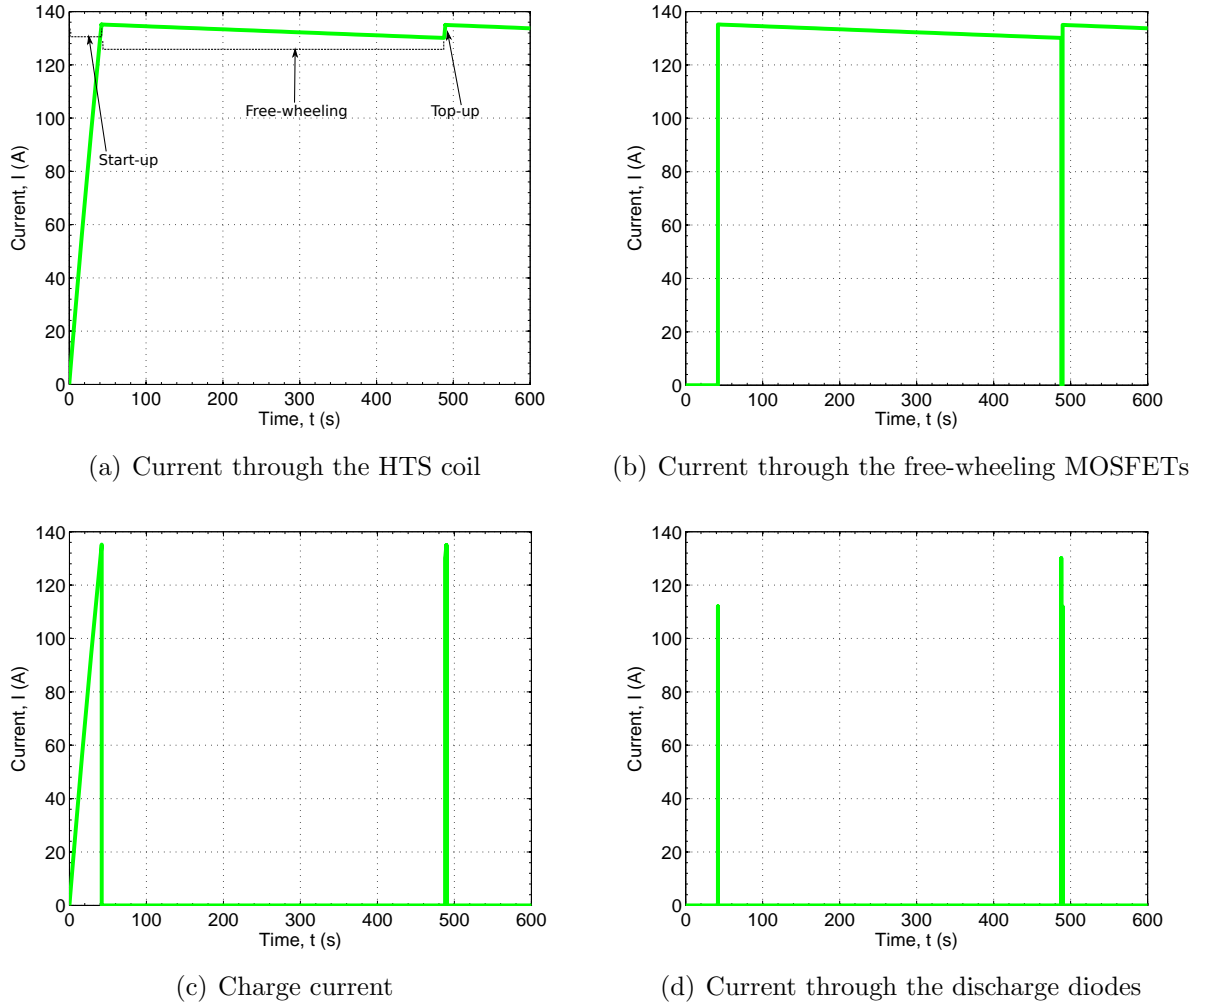 140
120
100
80
60
40
20
0
Current, I (A)
Start-up
Free-wheeling
Top-up
0 100 200 300 400 500 600
Time, t (s)
(a) Current through the HTS coil
140
120
100
80
60
40
20
0
Current, I (A)
0 100 200 300 400 500 600
Time, t (s)
(b) Current through the free-wheeling MOSFETs
140
120
100
80
60
40
20
0
Current, I (A)
0 100 200 300 400 500 600
Time, t (s)
(c) Charge current
140
120
100
80
60
40
20
0
Current, I (A)
0 100 200 300 400 500 600
Time, t (s)
(d) Current through the discharge diodes